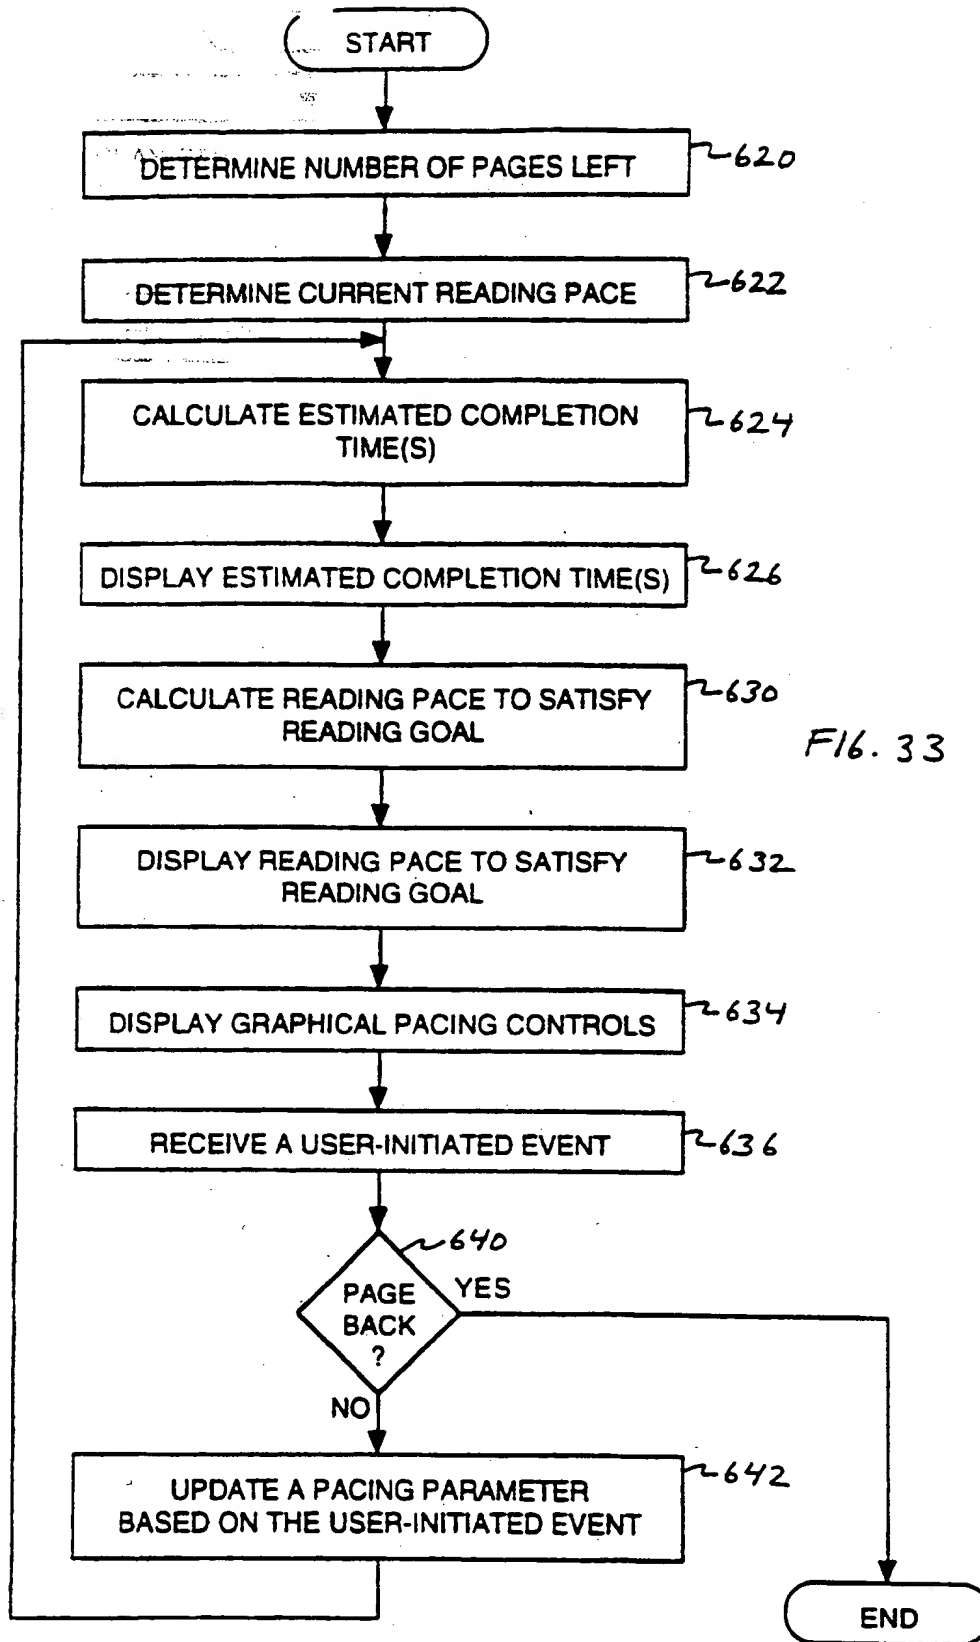 START
DETERMINE NUMBER OF PAGES LEFT
620
DETERMINE CURRENT READING PACE
622
CALCULATE ESTIMATED COMPLETION
TIME(S)
624
DISPLAY ESTIMATED COMPLETION TIME(S)
626
CALCULATE READING PACE TO SATISFY
READING GOAL
630
FIG. 33
DISPLAY READING PACE TO SATISFY
READING GOAL
632
DISPLAY GRAPHICAL PACING CONTROLS
634
RECEIVE A USER-INITIATED EVENT
636
640
PAGE
BACK
?
YES
NO
UPDATE A PACING PARAMETER
BASED ON THE USER-INITIATED EVENT
642
END